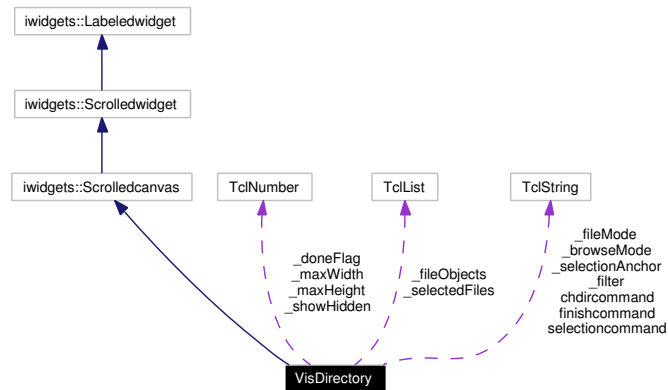 iwidgets::Labeledwidget
iwidgets::Scrolledwidget
iwidgets::Scrolledcanvas
TclNumber
TclList
TclString
_doneFlag
_maxWidth
_maxHeight
_showHidden
_fileObjects
_selectedFiles
_fileMode
_browseMode
_selectionAnchor
_filter
chdircommand
finishcommand
selectioncommand
VisDirectory